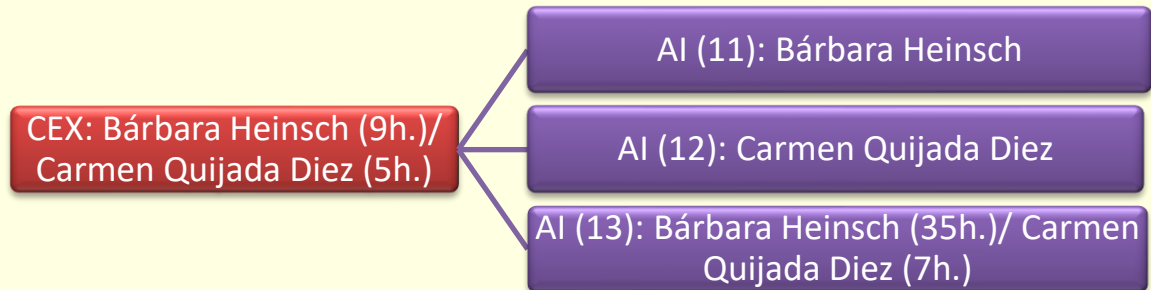 CEX: Bárbara Heinsch (9h.)/
Carmen Quijada Diez (5h.)
AI (11): Bárbara Heinsch
AI (12): Carmen Quijada Diez
AI (13): Bárbara Heinsch (35h.)/ Carmen
Quijada Diez (7h.)